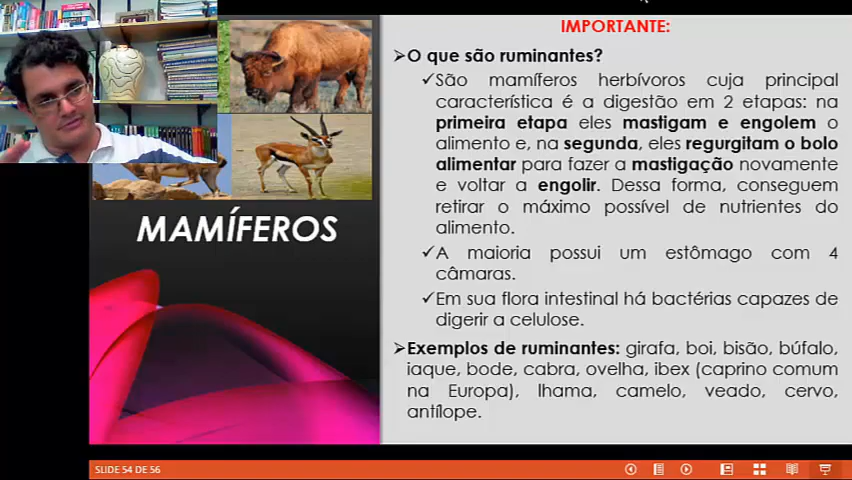 IMPORTANTE:
➢O que são ruminantes?
✓São mamíferos herbívoros cuja principal
característica é a digestão em 2 etapas: na
primeira etapa eles mastigam e engolem o
alimento e, na segunda, eles regurgitam o bolo
alimentar para fazer a mastigação novamente
e voltar a engolir. Dessa forma, conseguem
retirar o máximo possível de nutrientes do
alimento.
✓A maioria possui um estômago com 4
câmaras.
✓Em sua flora intestinal há bactérias capazes de
digerir a celulose.
➢Exemplos de ruminantes: girafa, boi, bisão, búfalo,
iaque, bode, cabra, ovelha, ibex (caprino comum
na Europa), lhama, camelo, veado, cervo,
antílope.
MAMÍFEROS
SLIDE 54 DE 56